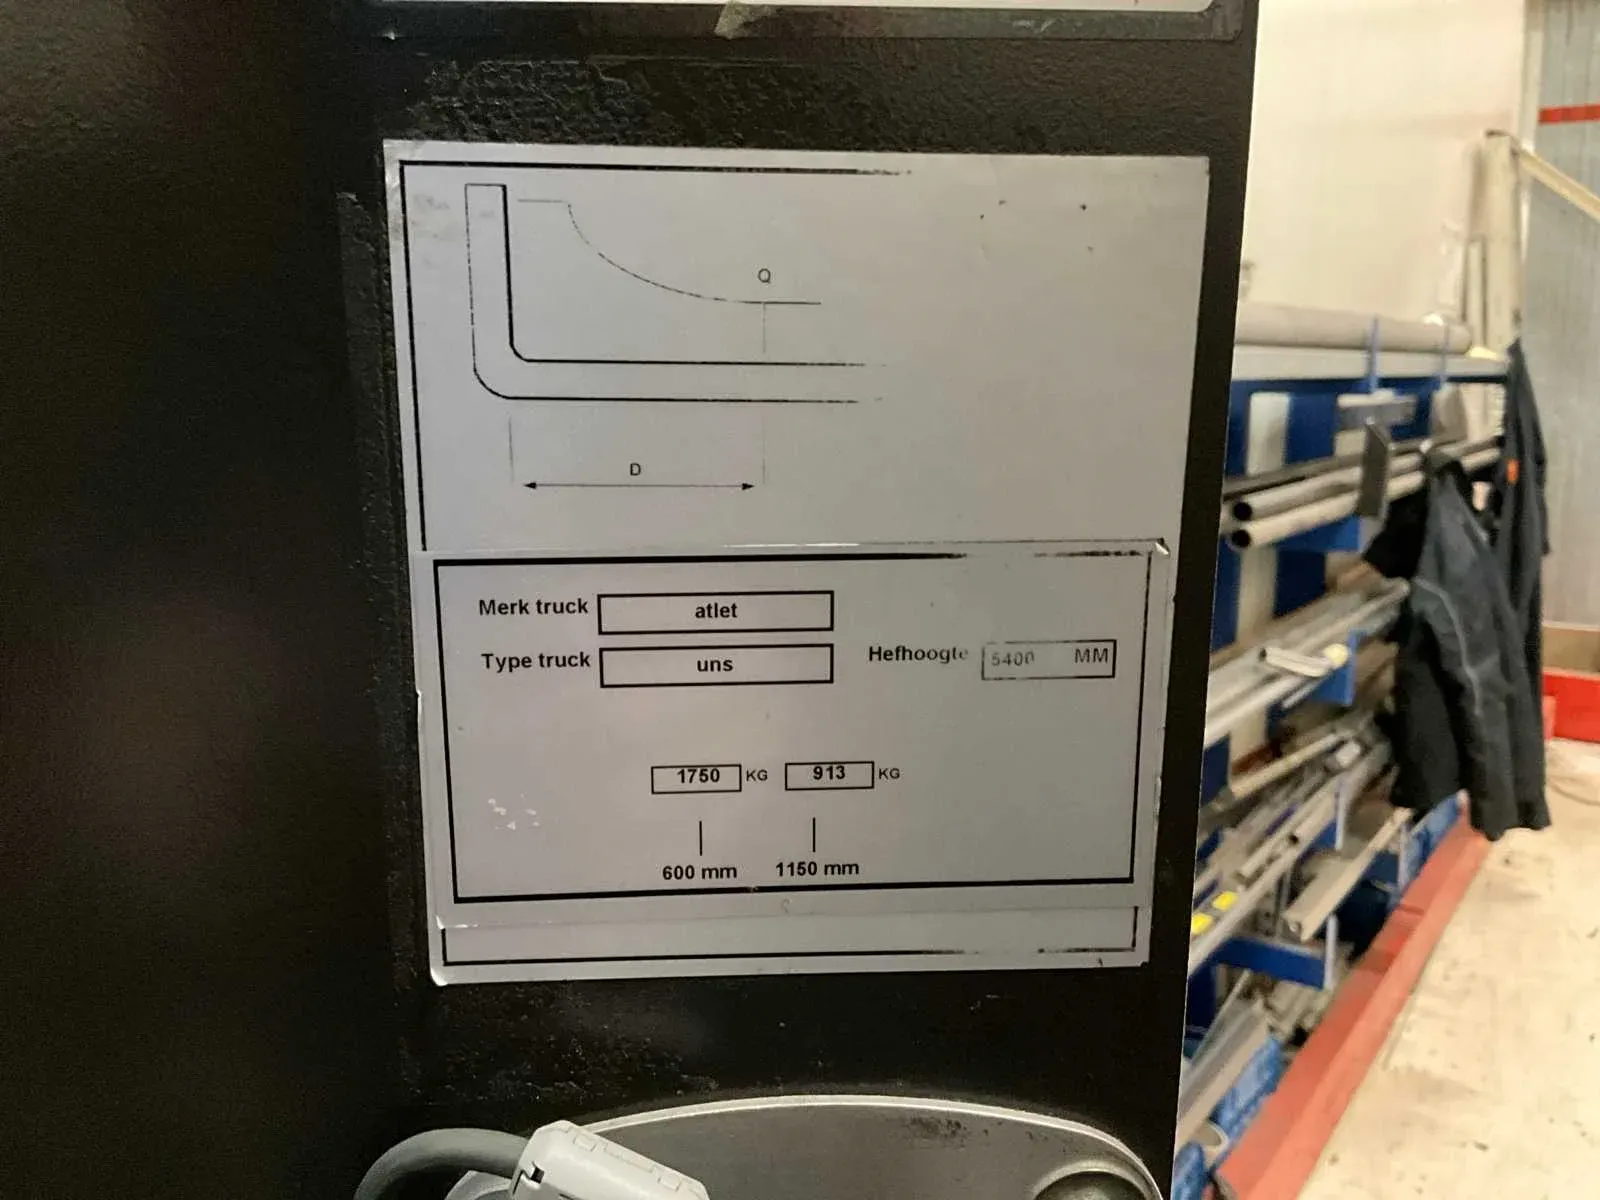 Q
D
Merk truck atlet
Type truck uns
Hefhoogte 5400 MM
1750 KG 913 KG
600 mm 1150 mm